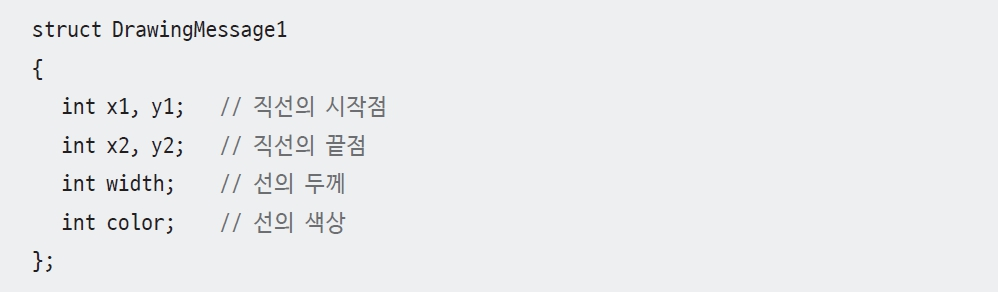 struct DrawingMessage1
{
int x1, y1; // 직선의 시작점
int x2, y2; // 직선의 끝점
int width; // 선의 두께
int color; // 선의 색상
};